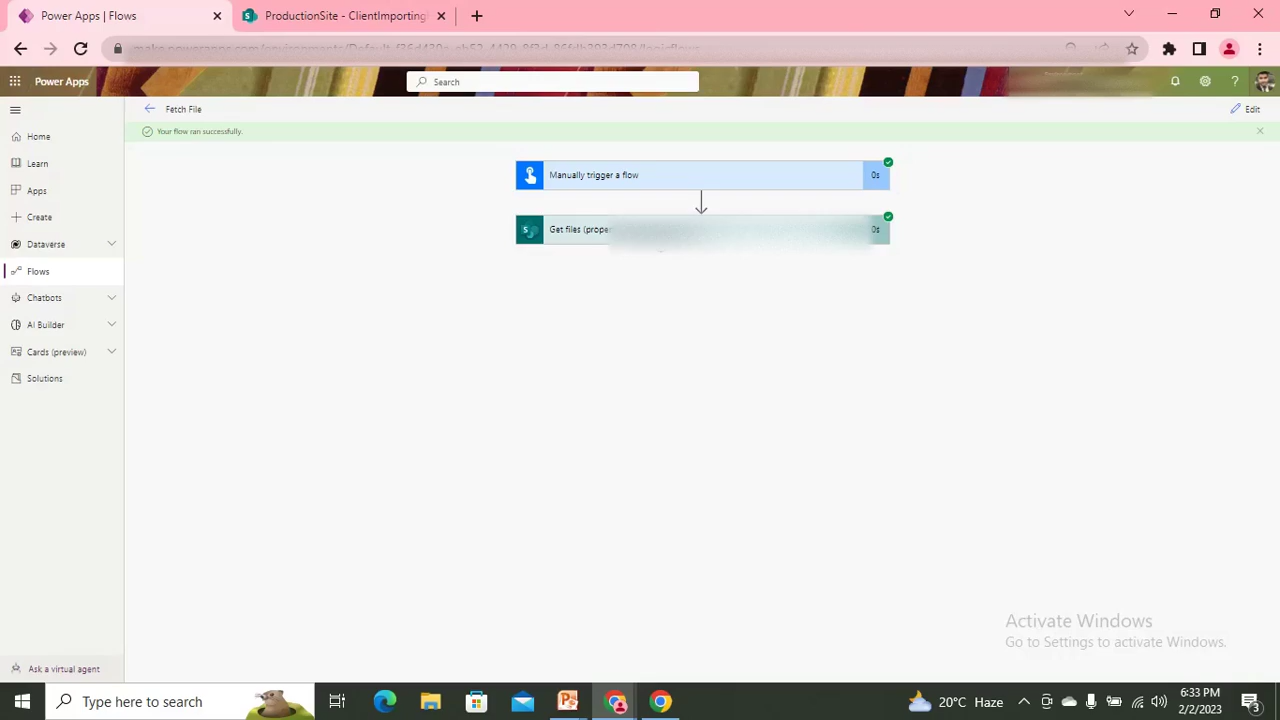 Power Apps | Flows
ProductionSite - ClientImporting
Power Apps
Search
Fetch File
Edit
Your flow ran successfully.
Home
Learn
Apps
Create
Dataverse
Flows
Chatbots
AI Builder
Cards (preview)
Solutions
Ask a virtual agent
Manually trigger a flow
0s
Get files (proper
0s
Activate Windows
Go to Settings to activate Windows.
Type here to search
20°C Haze
6:33 PM
2/2/2023
3